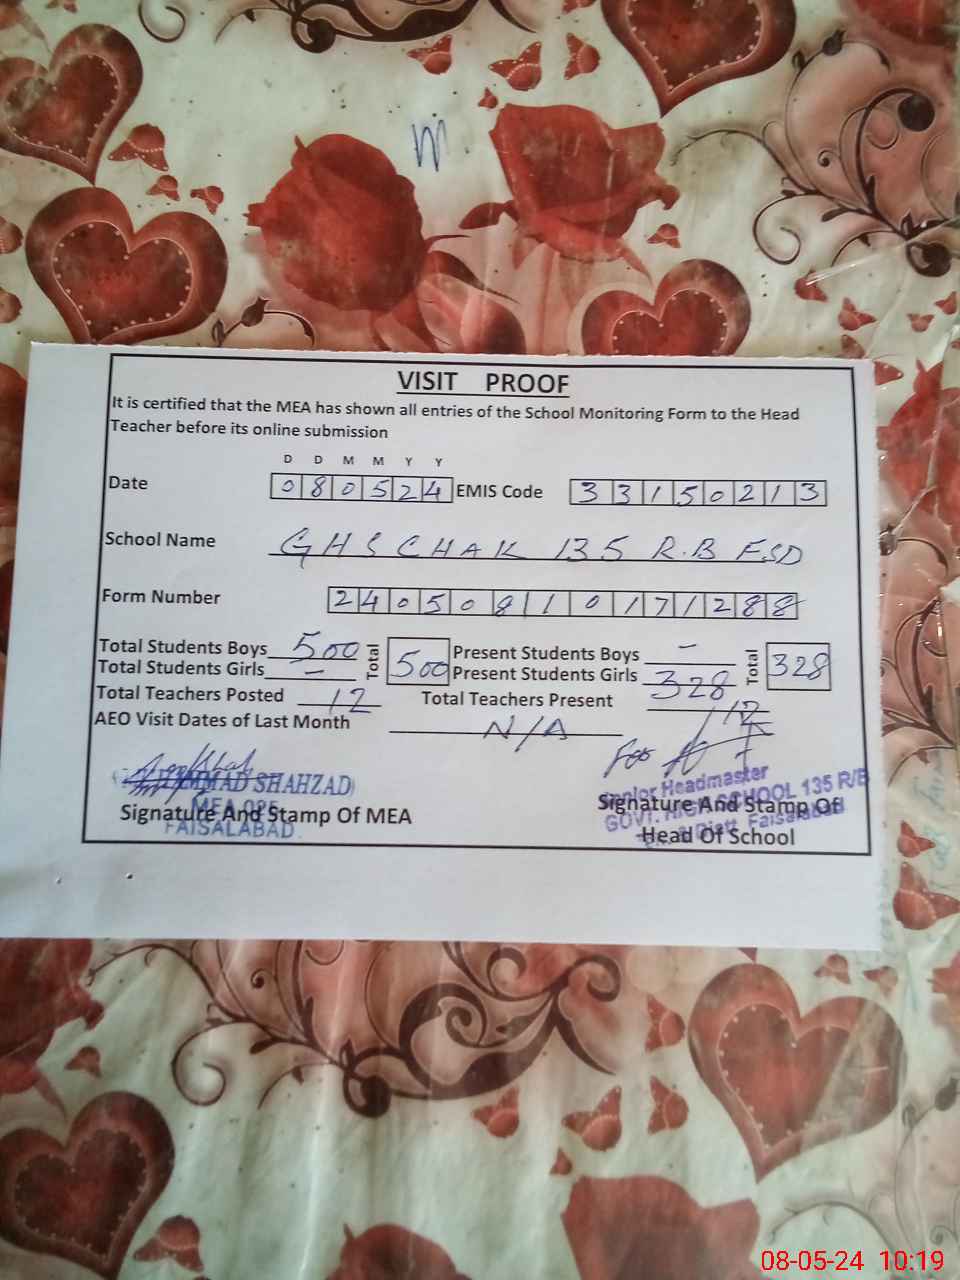 VISIT PROOF
It is certified that the MEA has shown all entries of the School Monitoring Form to the Head
Teacher before its online submission
D D M M Y Y
Date 080524 EMIS Code 33150213
School Name GHS CHAK 135 R.B FSD
Form Number 240508110171288
Total Students Boys 500 Total 500 Present Students Boys - Total 328
Total Students Girls - Present Students Girls 328
Total Teachers Posted 12 Total Teachers Present 12
AEO Visit Dates of Last Month N/A
For
SHAHZAD)
MEA
FAISALABAD.
Signature And Stamp Of MEA
Senior Headmaster
GOVT. HIGH SCHOOL 135 R/B
Distt. Faisalabad
Signature And Stamp Of
Head Of School
08-05-24 10:19